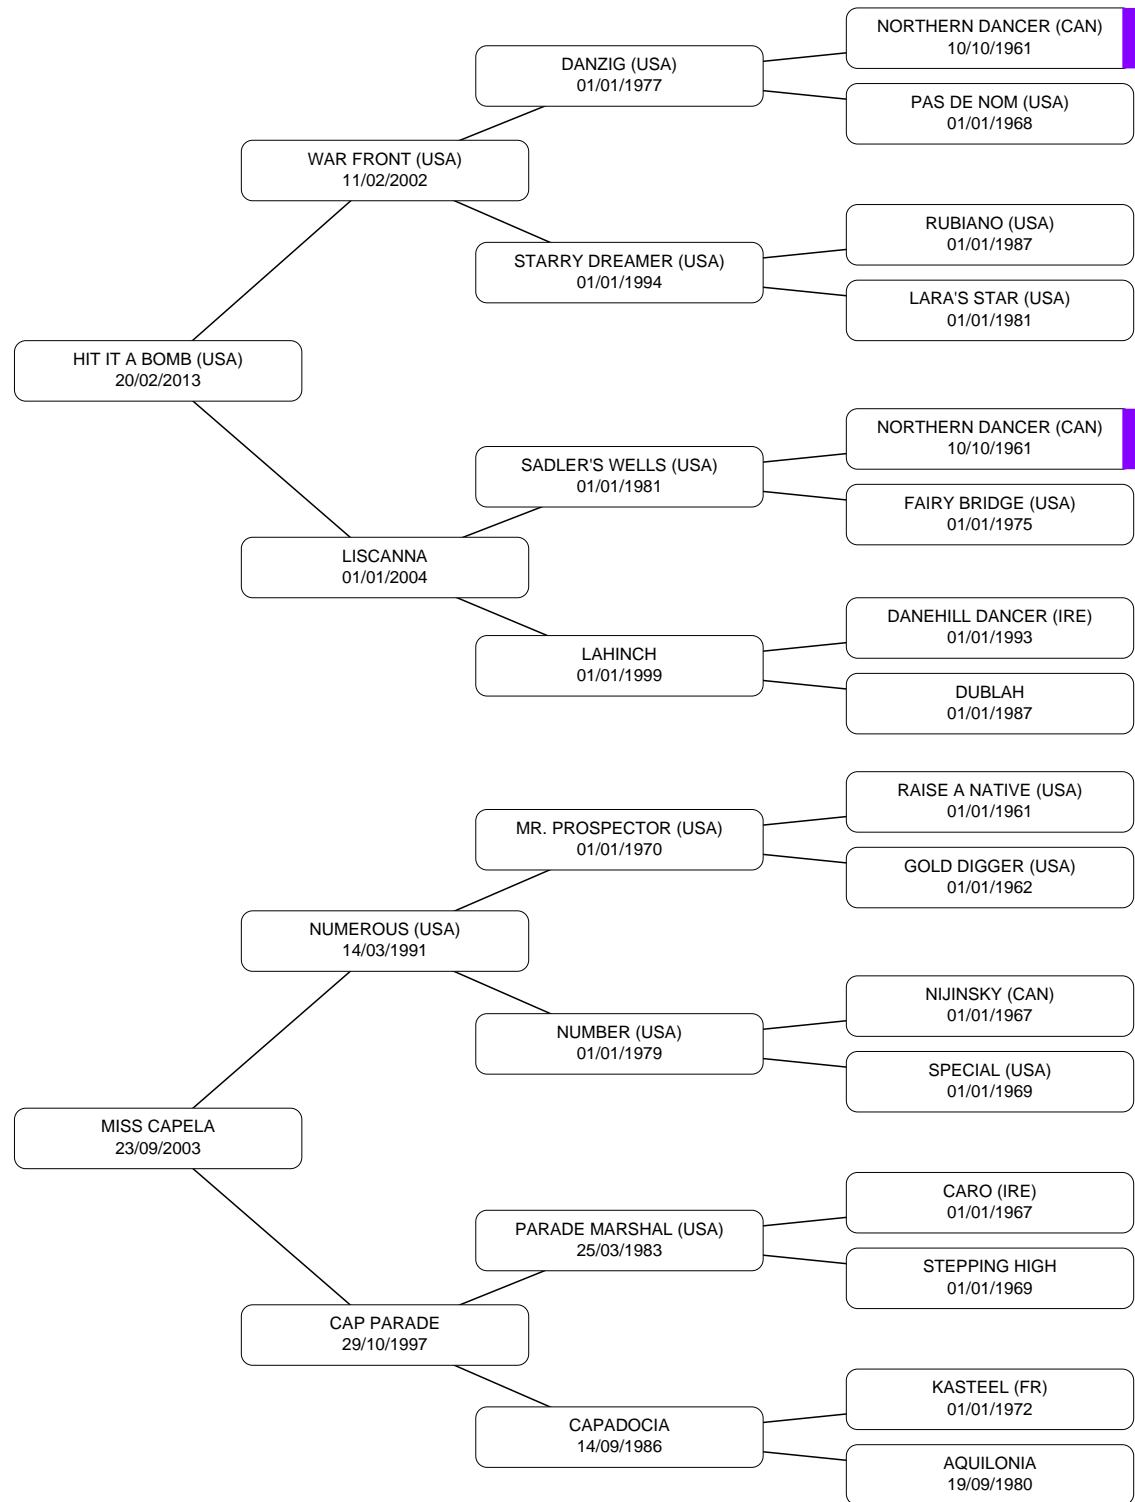 NORTHERN DANCER (CAN)
10/10/1961
DANZIG (USA)
01/01/1977
PAS DE NOM (USA)
01/01/1968
WAR FRONT (USA)
11/02/2002
RUBIANO (USA)
01/01/1987
STARRY DREAMER (USA)
01/01/1994
LARA'S STAR (USA)
01/01/1981
HIT IT A BOMB (USA)
20/02/2013
NORTHERN DANCER (CAN)
10/10/1961
SADLER'S WELLS (USA)
01/01/1981
FAIRY BRIDGE (USA)
01/01/1975
LISCANNA
01/01/2004
DANEHILL DANCER (IRE)
01/01/1993
LAHINCH
01/01/1999
DUBLAH
01/01/1987
RAISE A NATIVE (USA)
01/01/1961
MR. PROSPECTOR (USA)
01/01/1970
GOLD DIGGER (USA)
01/01/1962
NUMEROUS (USA)
14/03/1991
NIJINSKY (CAN)
01/01/1967
NUMBER (USA)
01/01/1979
SPECIAL (USA)
01/01/1969
MISS CAPELA
23/09/2003
CARO (IRE)
01/01/1967
PARADE MARSHAL (USA)
25/03/1983
STEPPING HIGH
01/01/1969
CAP PARADE
29/10/1997
KASTEEL (FR)
01/01/1972
CAPADOCIA
14/09/1986
AQUILONIA
19/09/1980